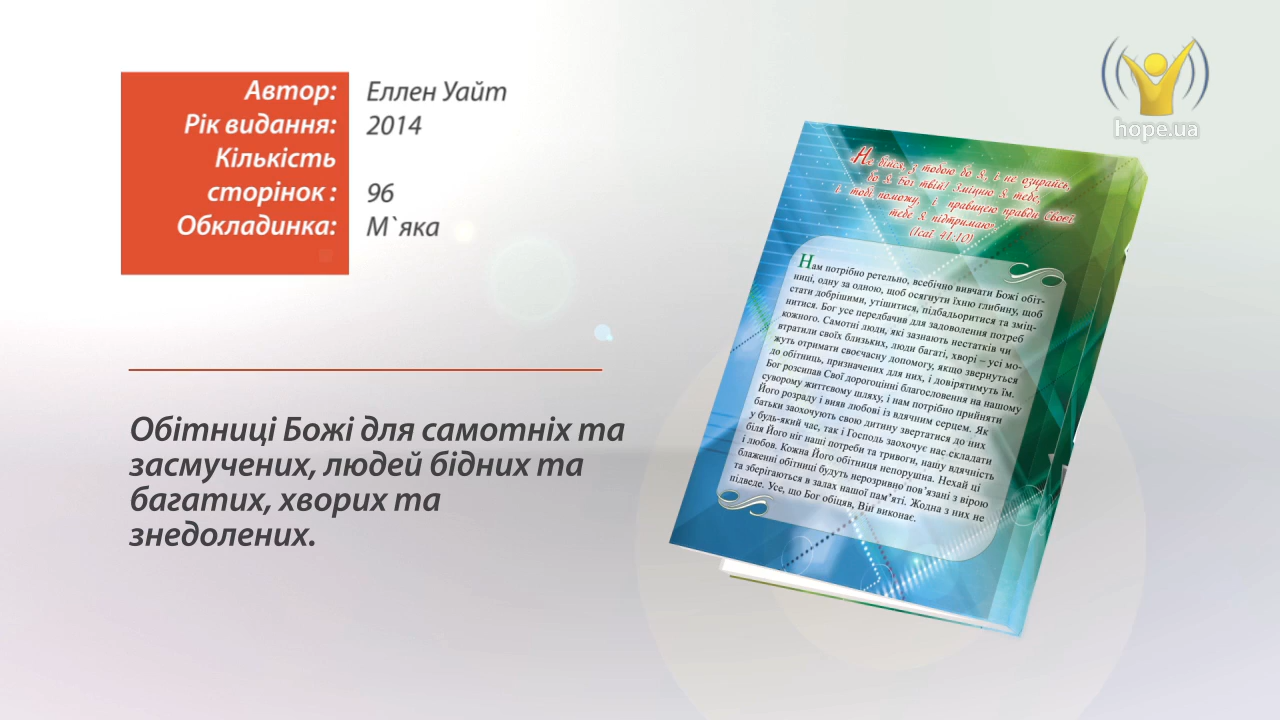 Автор: Еллен Уайт
Рік видання: 2014
Кількість
сторінок : 96
Обкладинка: М`яка
Обітниці Божі для самотніх та
засмучених, людей бідних та
багатих, хворих та
знедолених.
hope.ua
„Не бійся, з тобою бо Я, і не озирайсь,
бо Я Бог твій! Зміцню Я тебе,
і тобі поможу, і правицею правди Своєї
тебе Я підтримаю".
(Ісаї 41:10)
Нам потрібно ретельно, всебічно вивчати Божі обіт-
ниці, одну за одною, щоб осягнути їхню глибину, щоб
стати добрішими, утішитися, підбадьоритися та зміц-
нитися. Бог усе передбачив для задоволення потреб
кожного. Самотні люди, які зазнають нестатків чи
втратили своїх близьких, люди багаті, хворі – усі мо-
жуть отримати своєчасну допомогу, якщо звернуться
до обітниць, призначених для них, і довірятимуть їм.
Бог розсипав Свої дорогоцінні благословення на нашому
суворому життєвому шляху, і нам потрібно прийняти
Його розраду і вияв любові із вдячним серцем. Як
батьки заохочують свою дитину звертатися до них
у будь-який час, так і Господь заохочує нас складати
біля Його ніг наші потреби та тривоги, нашу вдячність
і любов. Кожна Його обітниця непорушна. Нехай ці
блаженні обітниці будуть нерозривно пов’язані з вірою
та зберігаються в залах нашої пам’яті. Жодна з них не
підведе. Усе, що Бог обіцяв, Він виконає.